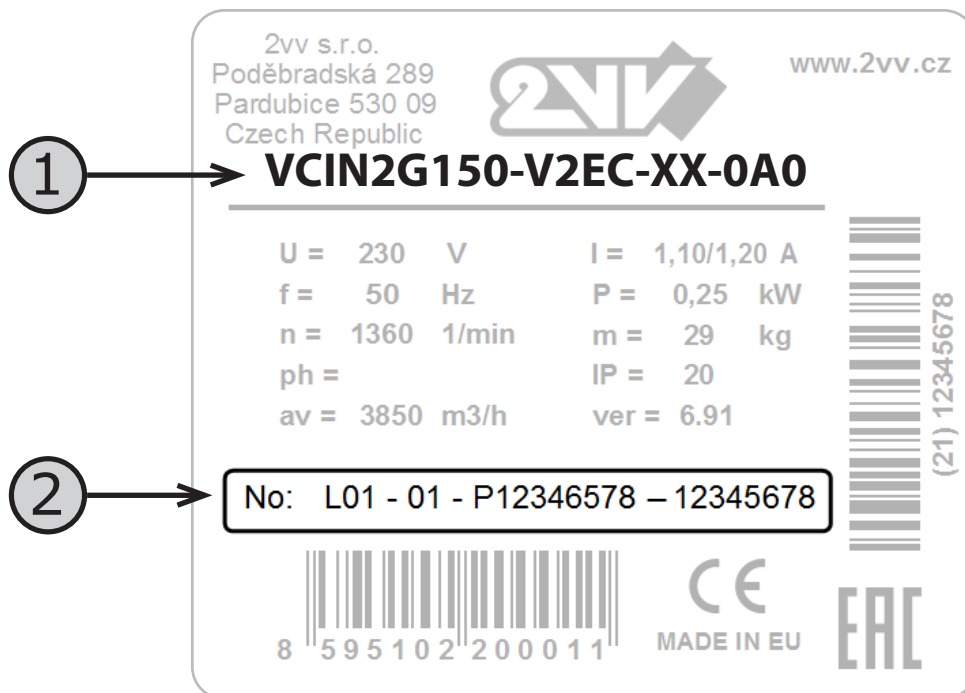 2vv s.r.o.
Poděbradská 289
Pardubice 530 09
Czech Republic
2VV
www.2vv.cz
1
VCIN2G150-V2EC-XX-0A0
U = 230 V I = 1,10/1,20 A
f = 50 Hz P = 0,25 kW
n = 1360 1/min m = 29 kg
ph = IP = 20
av = 3850 m3/h ver = 6.91
(21) 12345678
2
No: L01 - 01 - P12346578 – 12345678
8 595102 200011
CE
MADE IN EU
EAC